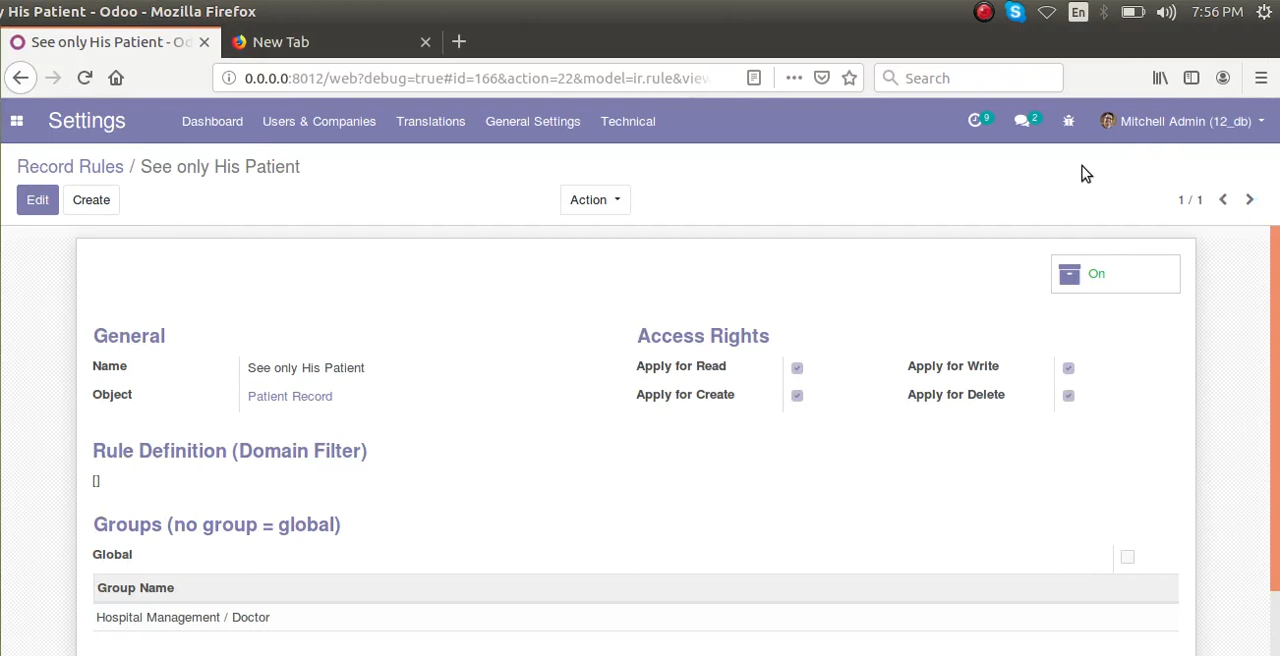 y His Patient - Odoo - Mozilla Firefox
En
7:56 PM
See only His Patient - Od
New Tab
0.0.0.0:8012/web?debug=true#id=166&action=22&model=ir.rule&view
Search
Settings
Dashboard
Users & Companies
Translations
General Settings
Technical
9
2
Mitchell Admin (12_db)
Record Rules / See only His Patient
Edit
Create
Action
1 / 1
On
General
Access Rights
Name
See only His Patient
Apply for Read
Apply for Write
Object
Patient Record
Apply for Create
Apply for Delete
Rule Definition (Domain Filter)
[]
Groups (no group = global)
Global
Group Name
Hospital Management / Doctor